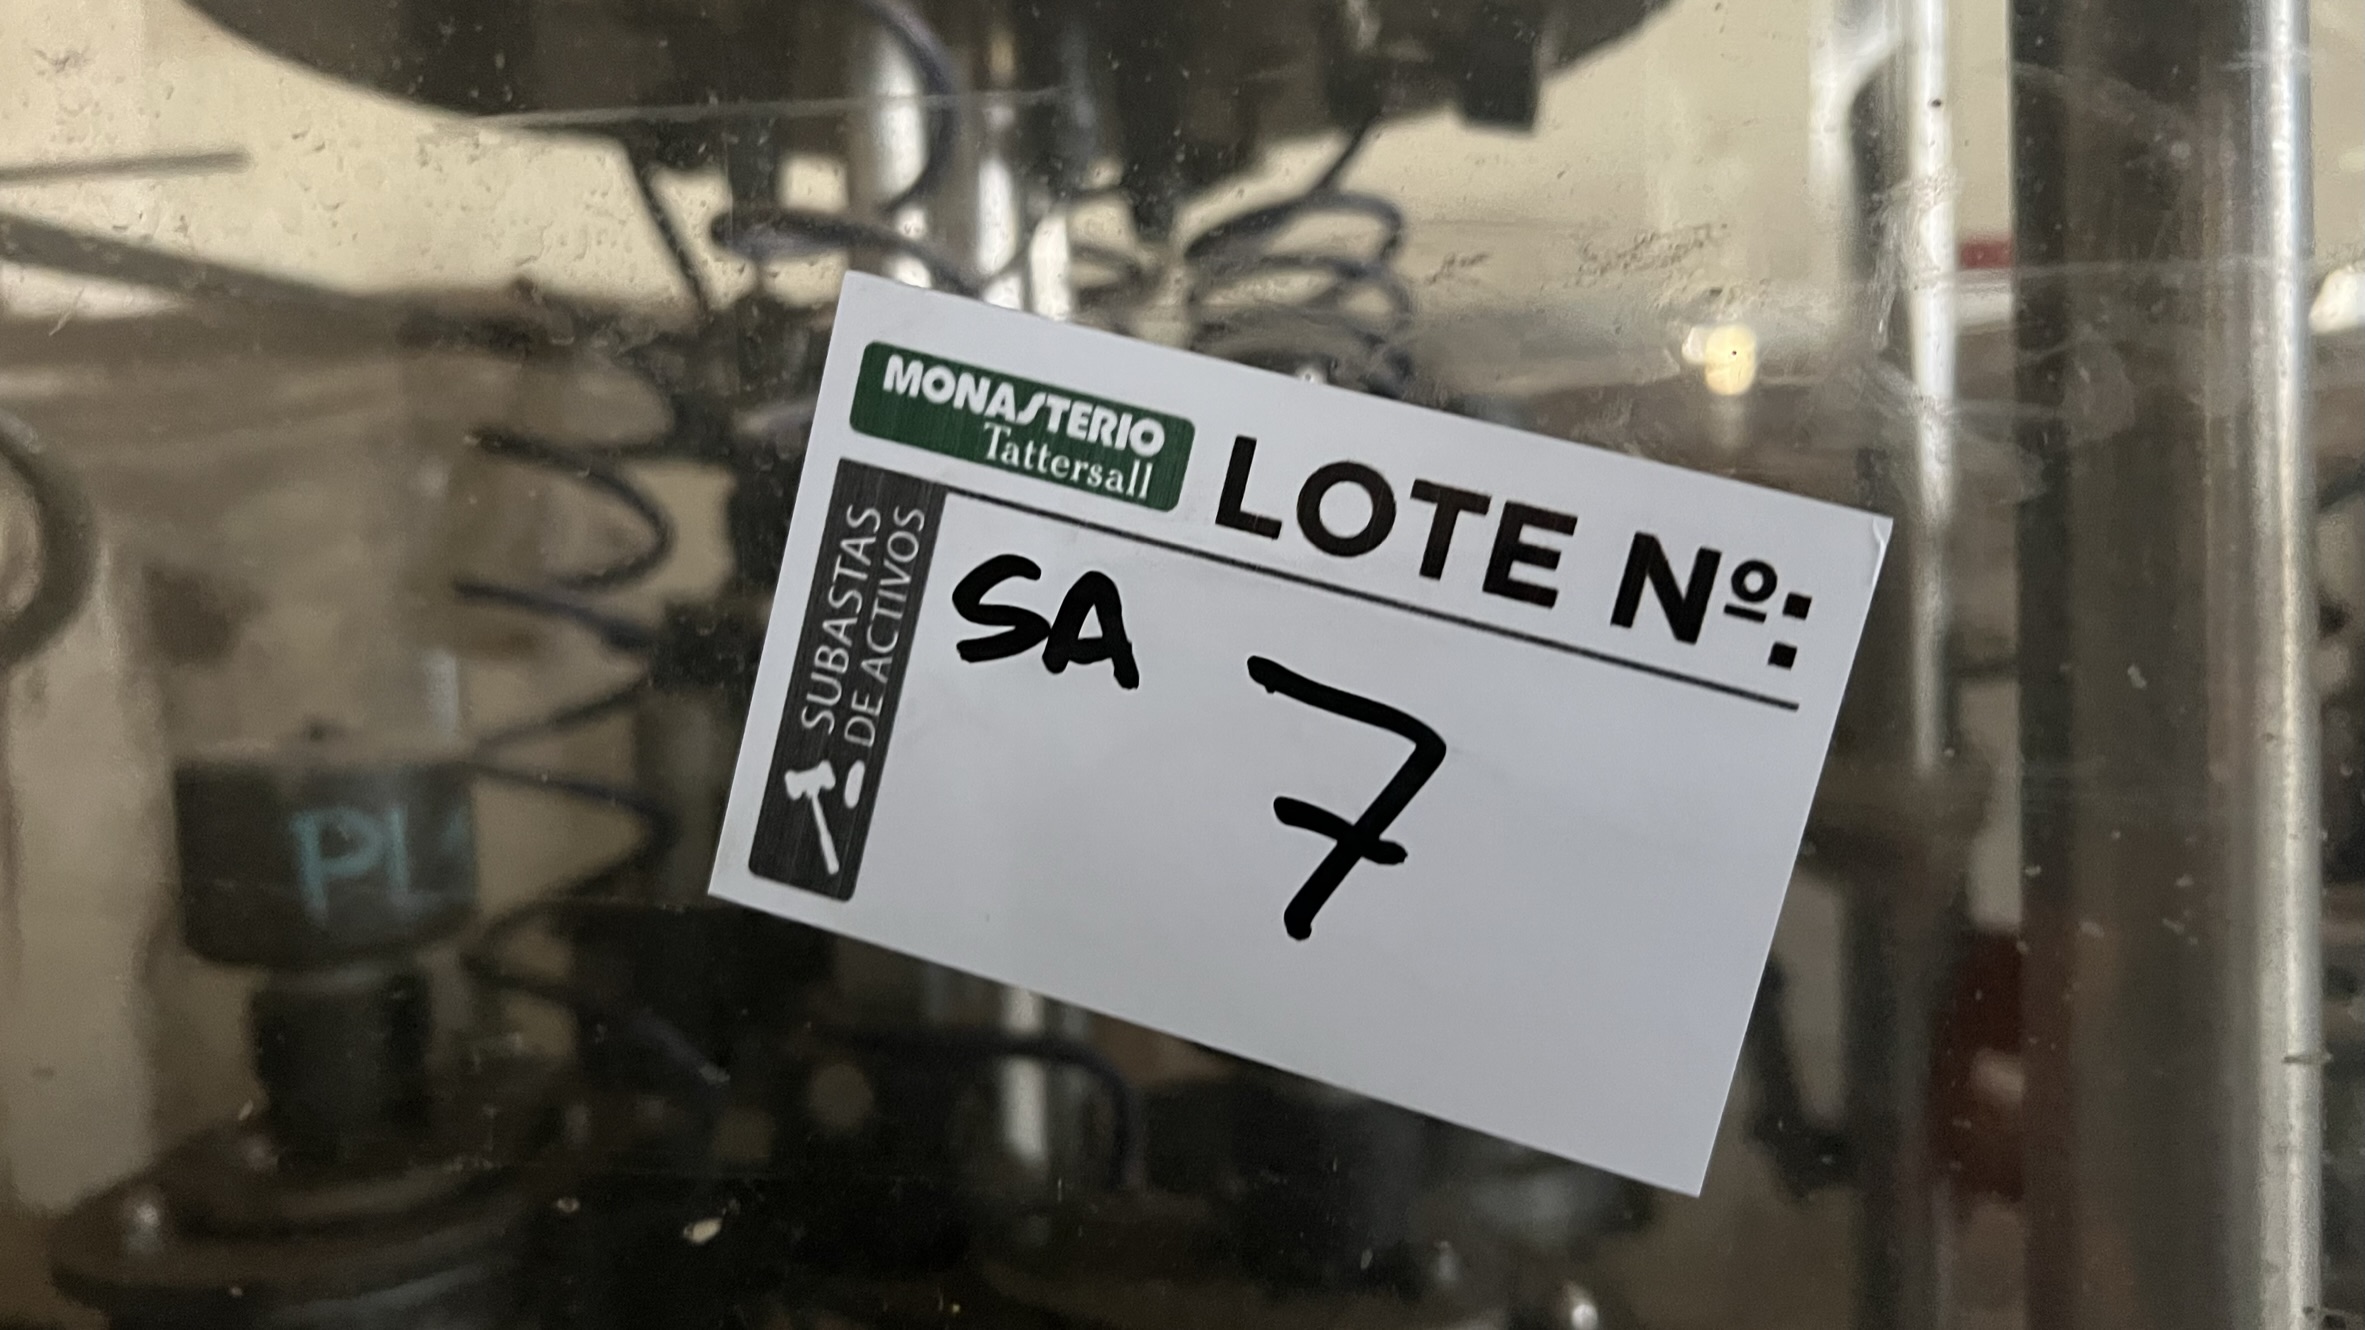 MONASTERIO
Tattersall
LOTE Nº:
SUBASTAS
DE ACTIVOS
SA
7